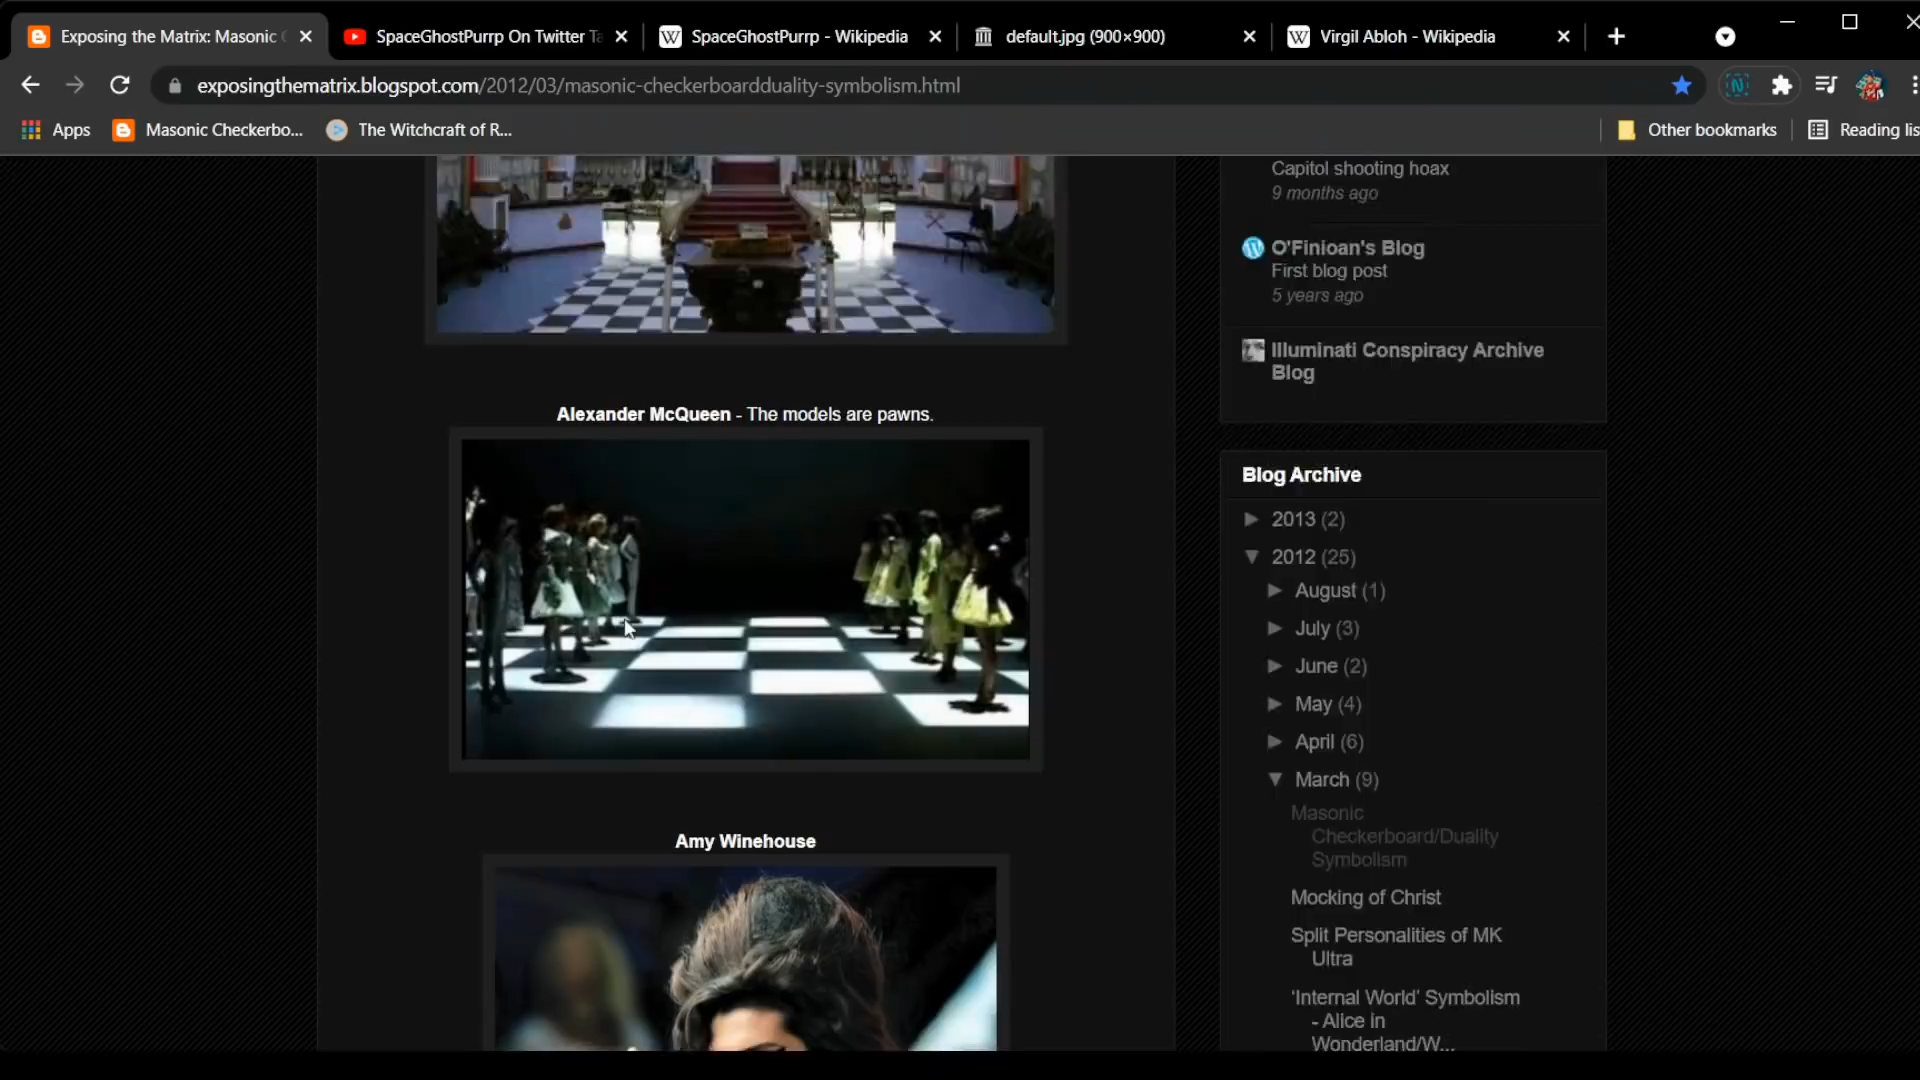 Exposing the Matrix: Masonic
SpaceGhostPurrp On Twitter Ta
SpaceGhostPurrp - Wikipedia
default.jpg (900×900)
Virgil Abloh - Wikipedia
exposingthematrix.blogspot.com/2012/03/masonic-checkerboardduality-symbolism.html
Apps
Masonic Checkerbo...
The Witchcraft of R...
Other bookmarks
Reading lis
Alexander McQueen - The models are pawns.
Amy Winehouse
Capitol shooting hoax
9 months ago
O'Finioan's Blog
First blog post
5 years ago
Illuminati Conspiracy Archive
Blog
Blog Archive
► 2013 (2)
▼ 2012 (25)
► August (1)
► July (3)
► June (2)
► May (4)
► April (6)
▼ March (9)
Masonic
Checkerboard/Duality
Symbolism
Mocking of Christ
Split Personalities of MK
Ultra
'Internal World' Symbolism
- Alice in
Wonderland/W...